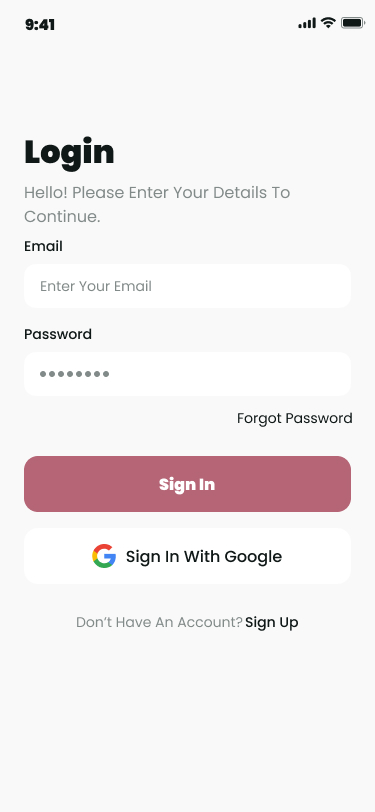 9:41
Login
Hello! Please Enter Your Details To
Continue.
Email
Enter Your Email
Password
Forgot Password
Sign In
Sign In With Google
Don’t Have An Account? Sign Up